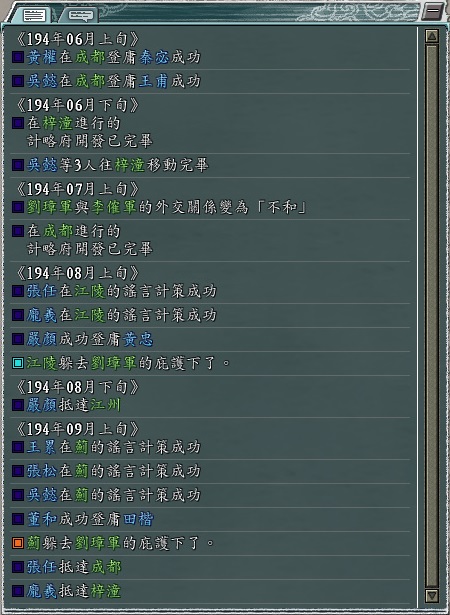 《194年06月上旬》
黃權在成都登庸秦宓成功
吳懿在成都登庸王甫成功
《194年06月下旬》
在梓潼進行的
計略府開發已完畢
吳懿等3人往梓潼移動完畢
《194年07月上旬》
劉璋軍與李傕軍的外交關係變為「不和」
在成都進行的
計略府開發已完畢
《194年08月上旬》
張任在江陵的謠言計策成功
龐羲在江陵的謠言計策成功
嚴顏成功登庸黃忠
江陵躲去劉璋軍的庇護下了。
《194年08月下旬》
嚴顏抵達江州
《194年09月上旬》
王累在薊的謠言計策成功
張松在薊的謠言計策成功
吳懿在薊的謠言計策成功
董和成功登庸田楷
薊躲去劉璋軍的庇護下了。
張任抵達成都
龐羲抵達梓潼